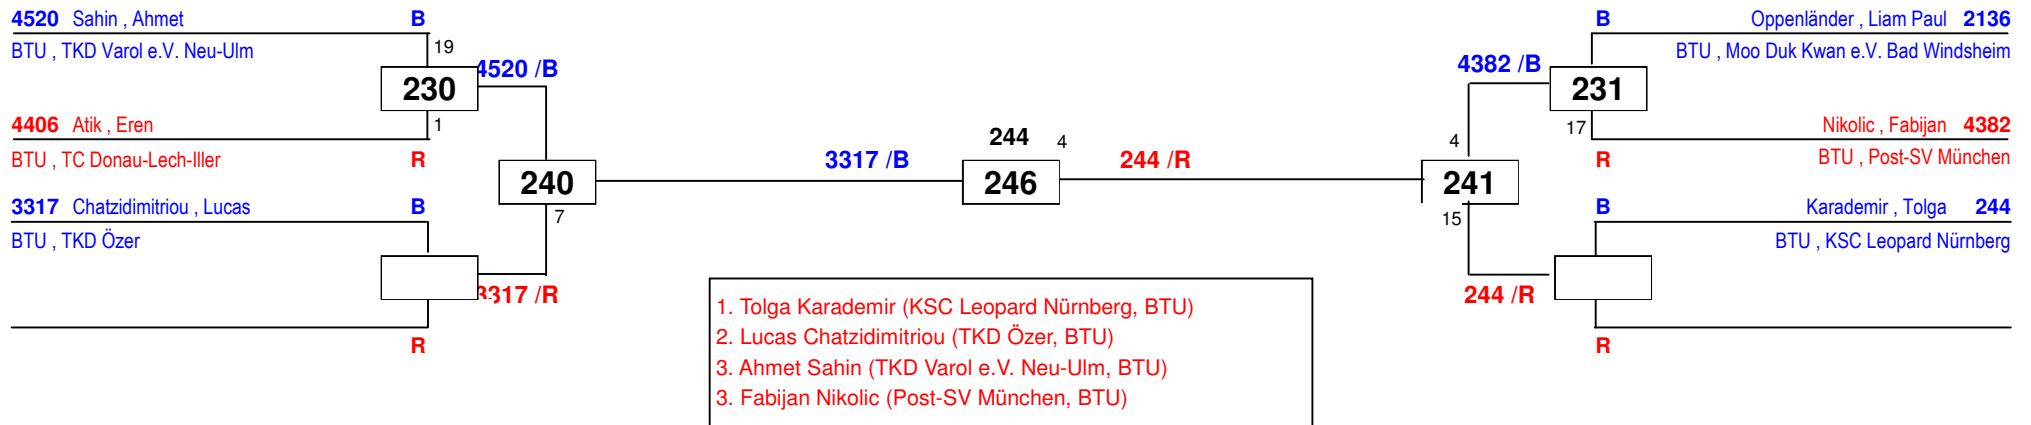 4520 Sahin , Ahmet B
BTU , TKD Varol e.V. Neu-Ulm
19
230
4520 /B
1
4406 Atik , Eren
BTU , TC Donau-Lech-Iller R
240
7
3317 Chatzidimitriou , Lucas B
BTU , TKD Özer
3317 /R
R
3317 /B
244 4
246
244 /R
B Oppenländer , Liam Paul 2136
BTU , Moo Duk Kwan e.V. Bad Windsheim
4382 /B
231
17
Nikolic , Fabijan 4382
R BTU , Post-SV München
4
241
15
B Karademir , Tolga 244
BTU , KSC Leopard Nürnberg
244 /R
R
1. Tolga Karademir (KSC Leopard Nürnberg, BTU)
2. Lucas Chatzidimitriou (TKD Özer, BTU)
3. Ahmet Sahin (TKD Varol e.V. Neu-Ulm, BTU)
3. Fabijan Nikolic (Post-SV München, BTU)